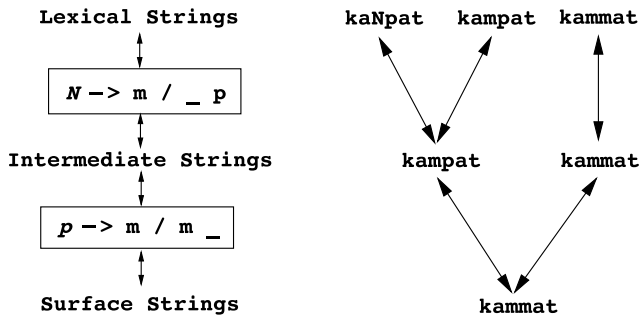 Lexical Strings
N -> m / _ p
Intermediate Strings
p -> m / m _
Surface Strings
kaNpat kampat kammat
kampat kammat
kammat